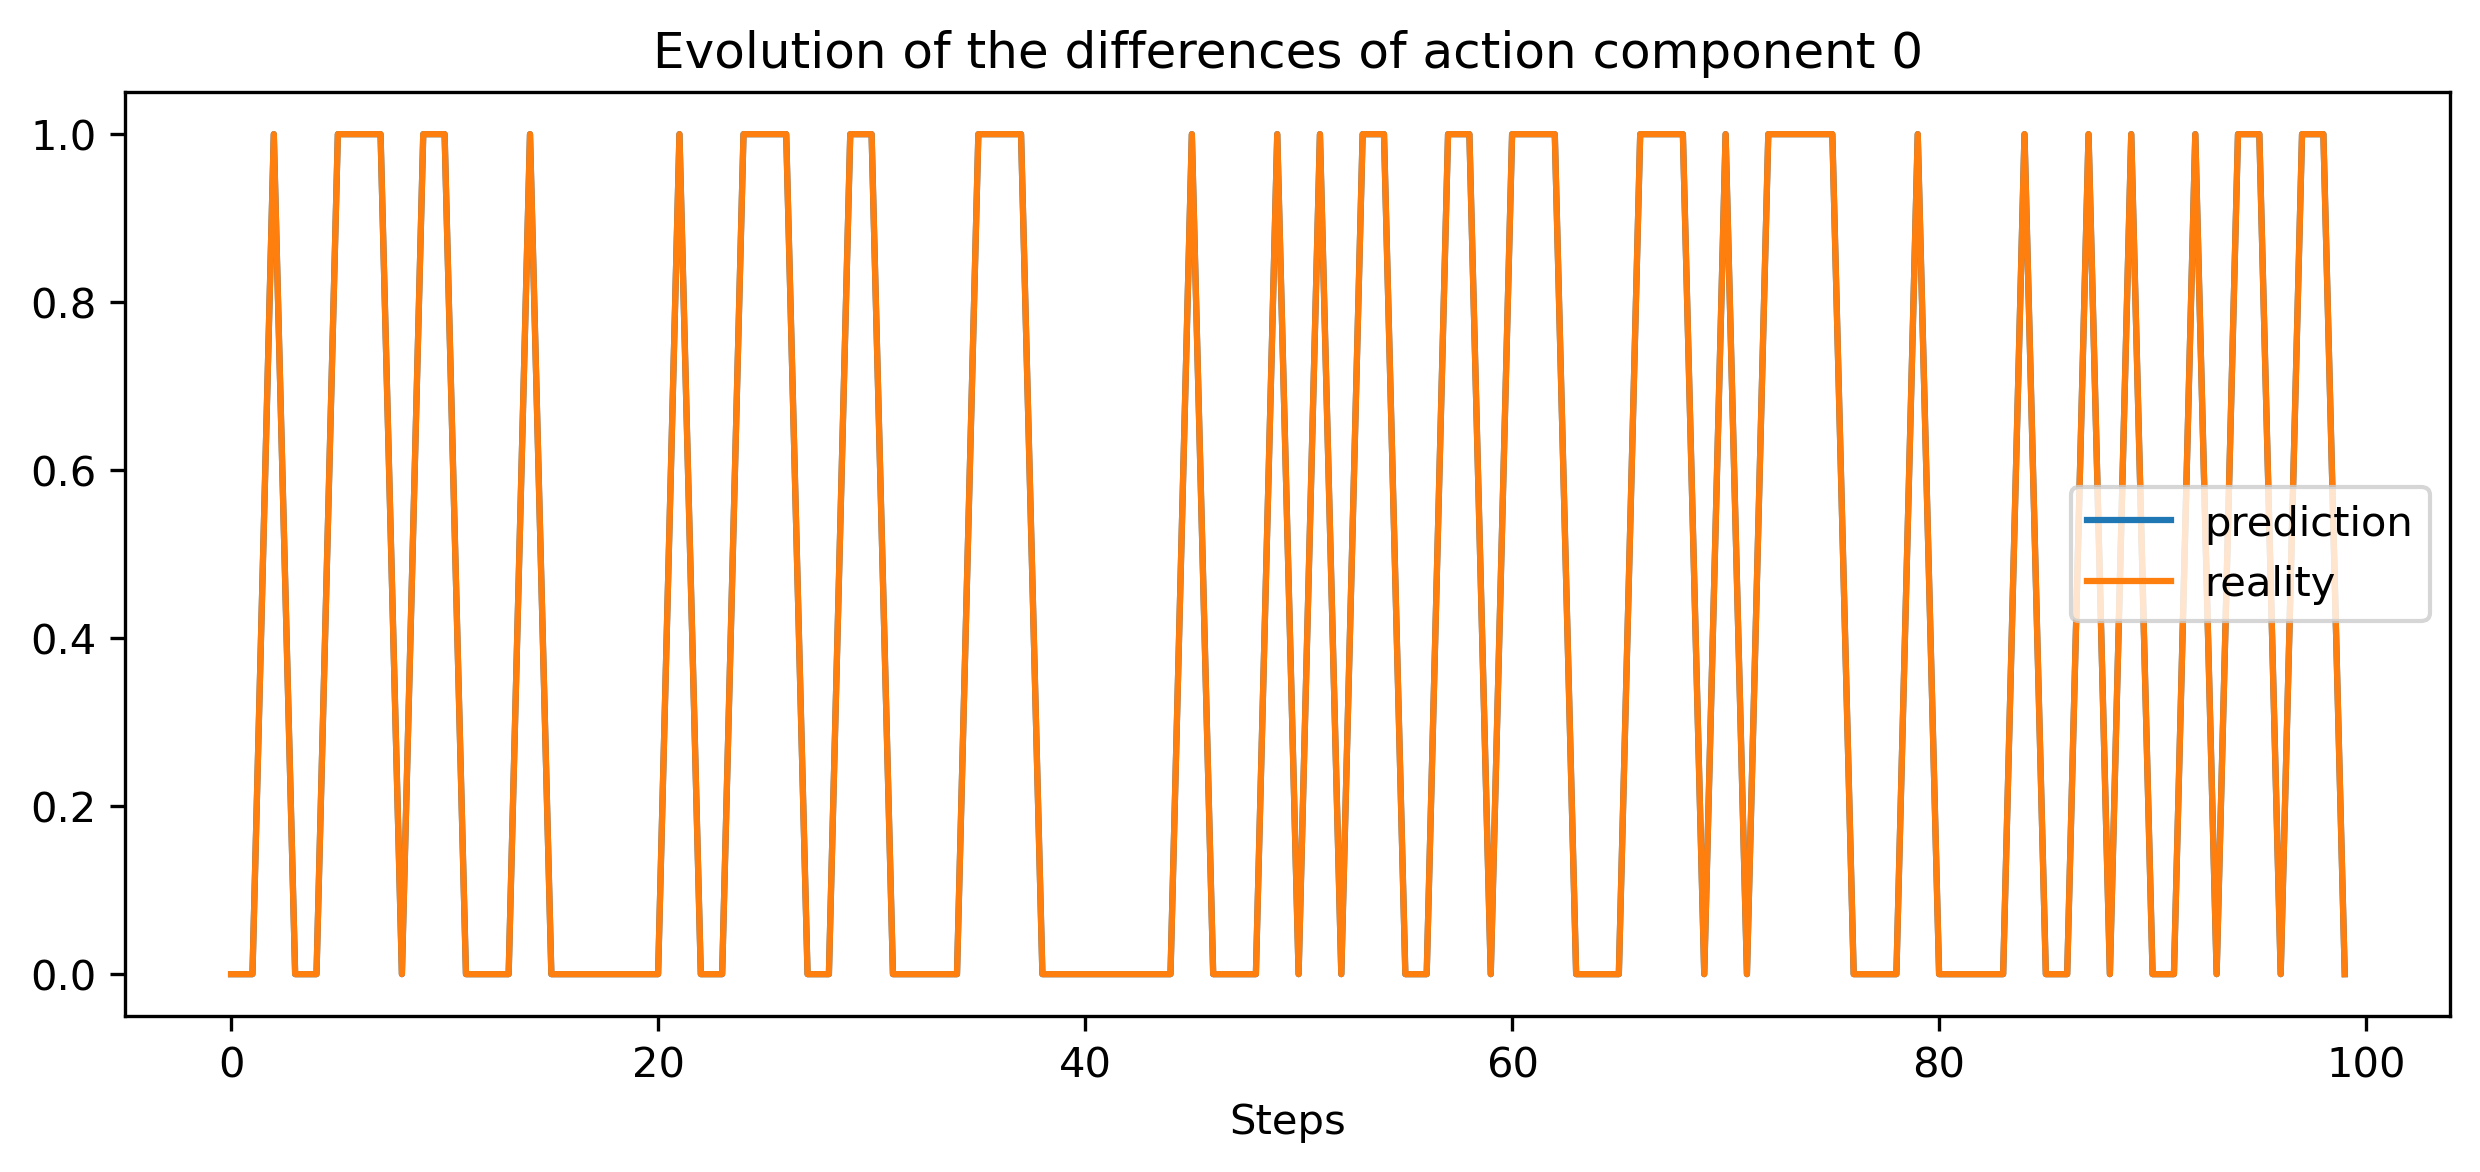 Evolution of the differences of action component 0
1.0
0.8
0.6
0.4
0.2
0.0
prediction
reality
0 20 40 60 80 100
Steps